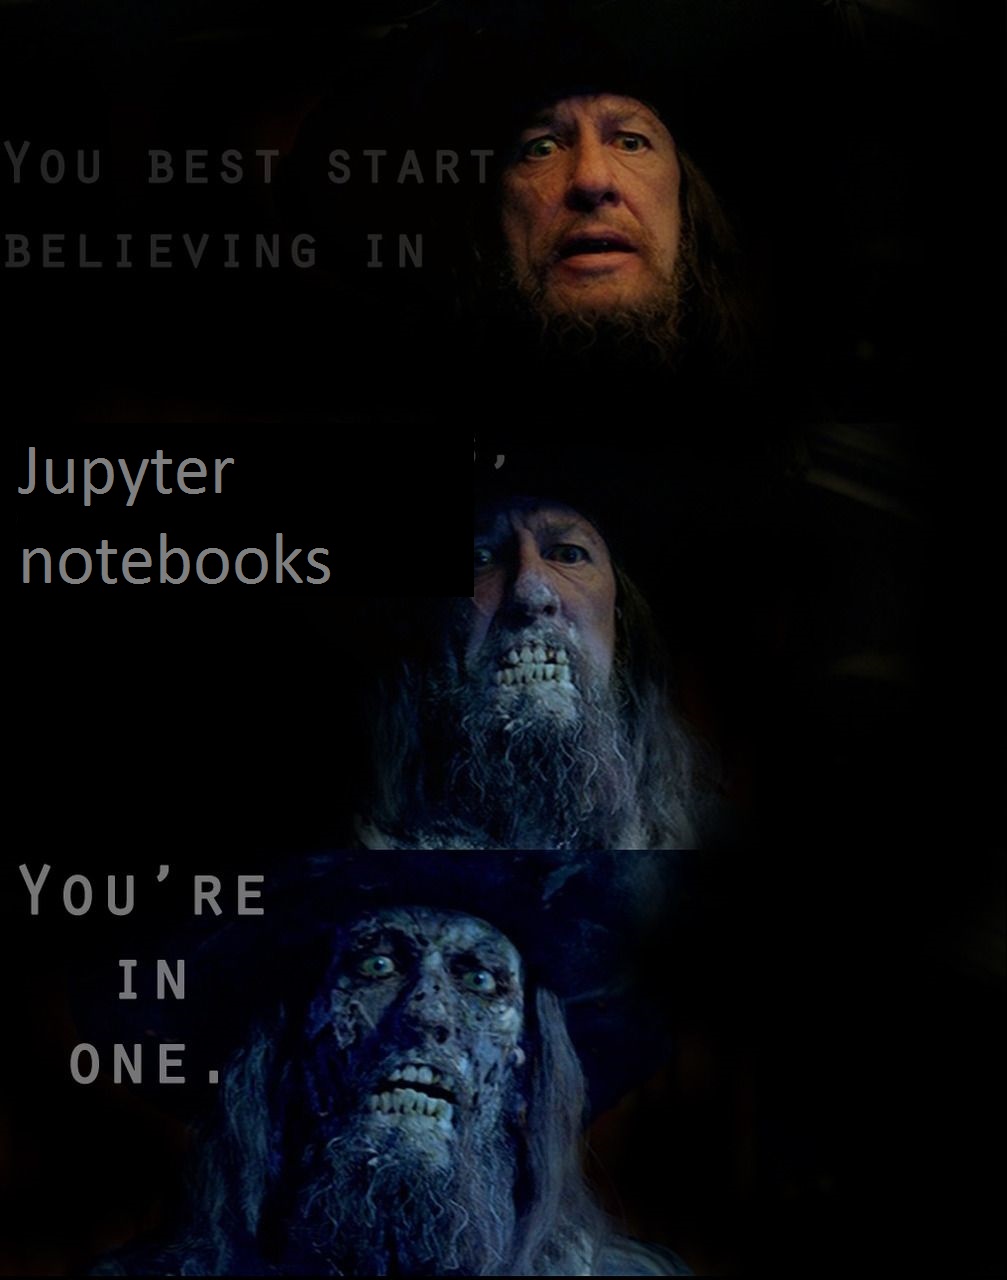 You best start
believing in
,
Jupyter
notebooks
You're
in
one.